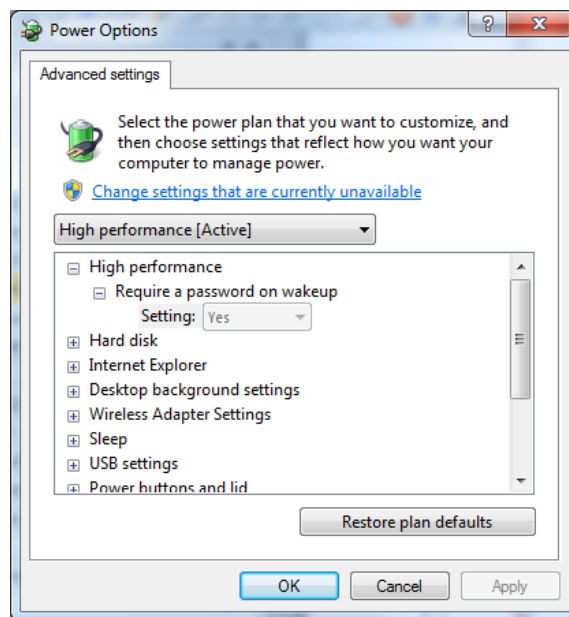 Power Options
Advanced settings
Select the power plan that you want to customize, and
then choose settings that reflect how you want your
computer to manage power.
Change settings that are currently unavailable
High performance [Active]
High performance
Require a password on wakeup
Setting: Yes
Hard disk
Internet Explorer
Desktop background settings
Wireless Adapter Settings
Sleep
USB settings
Power buttons and lid
Restore plan defaults
OK Cancel Apply